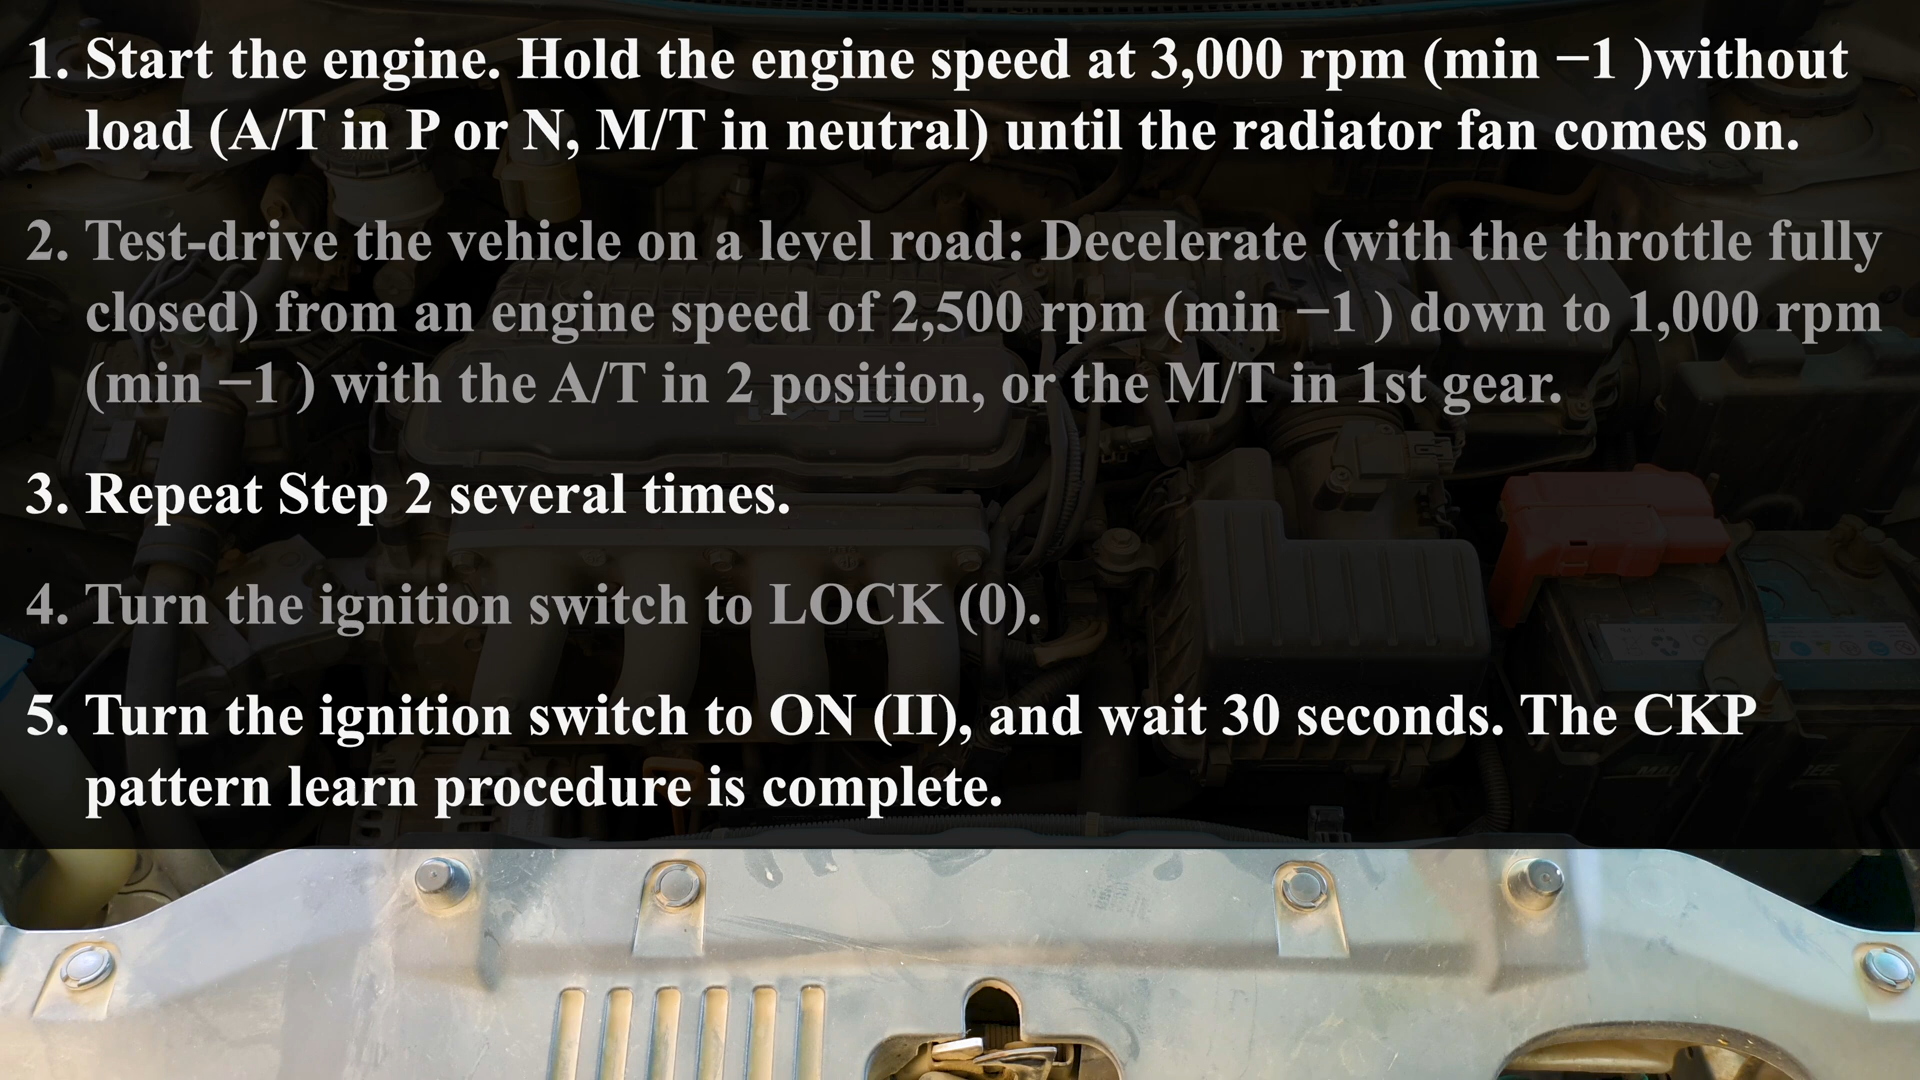 1. Start the engine. Hold the engine speed at 3,000 rpm (min −1 )without
load (A/T in P or N, M/T in neutral) until the radiator fan comes on.
2. Test-drive the vehicle on a level road: Decelerate (with the throttle fully
closed) from an engine speed of 2,500 rpm (min −1 ) down to 1,000 rpm
(min −1 ) with the A/T in 2 position, or the M/T in 1st gear.
3. Repeat Step 2 several times.
4. Turn the ignition switch to LOCK (0).
5. Turn the ignition switch to ON (II), and wait 30 seconds. The CKP
pattern learn procedure is complete.